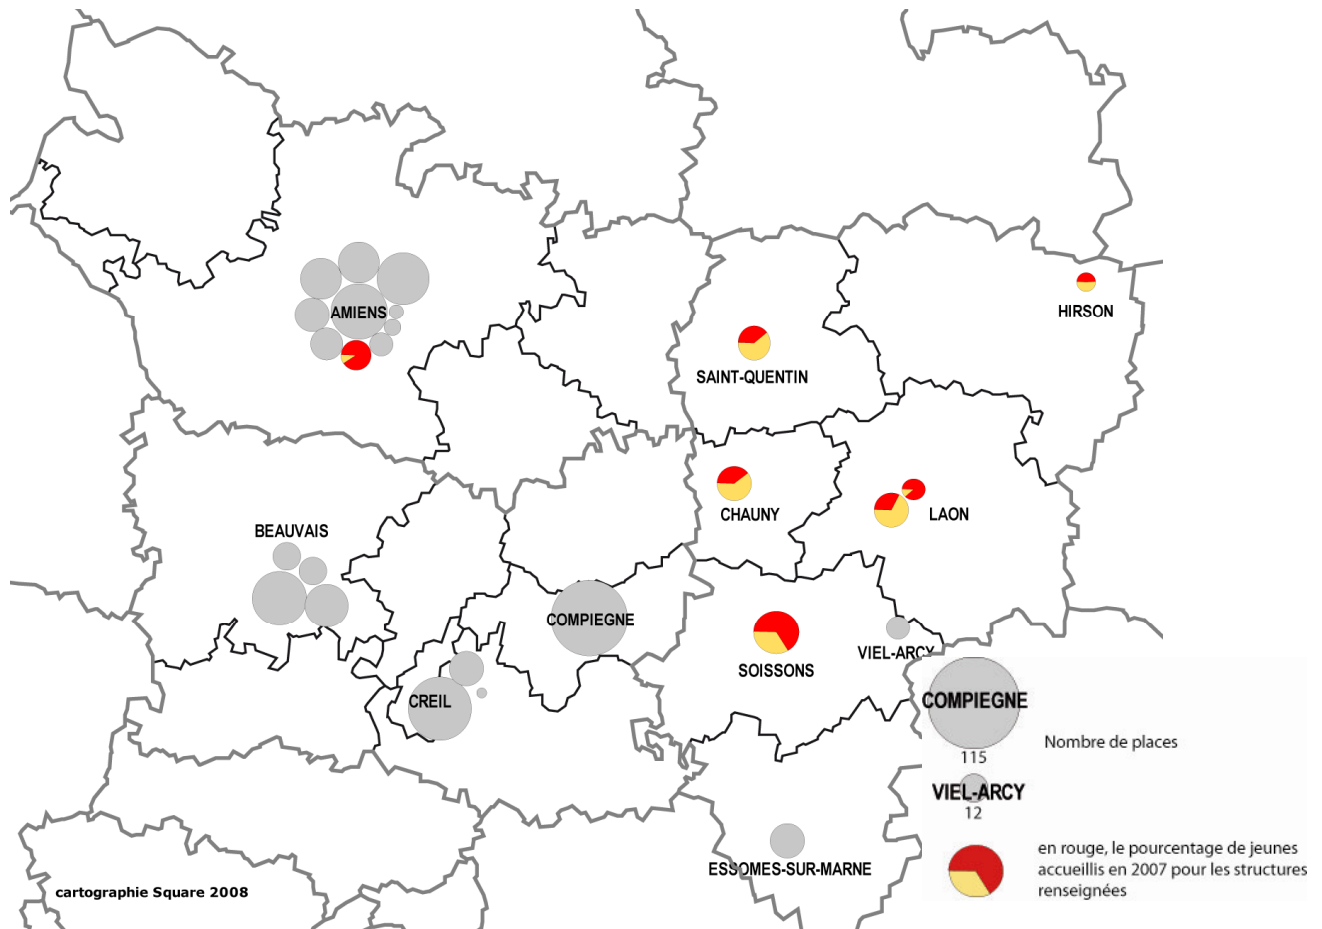 HIRSON
AMIENS
SAINT-QUENTIN
CHAUNY
LAON
BEAUVAIS
COMPIEGNE
VIEL-ARCY
SOISSONS
CREIL
COMPIEGNE
115
Nombre de places
VIEL-ARCY
12
en rouge, le pourcentage de jeunes
accueillis en 2007 pour les structures
renseignées
ESSOMES-SUR-MARNE
cartographie Square 2008